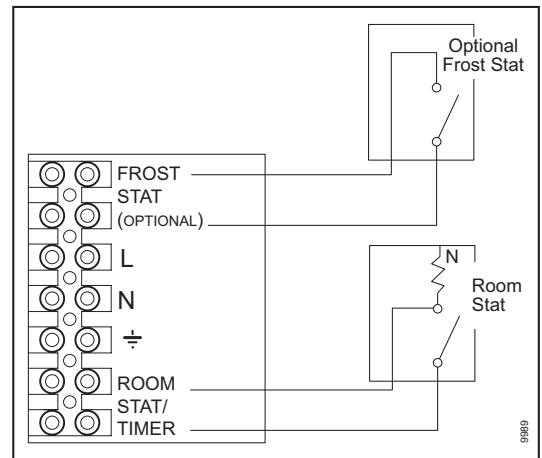 Optional
Frost Stat
FROST
STAT
(OPTIONAL)
L
N
N
Room
Stat
ROOM
STAT/
TIMER
9989